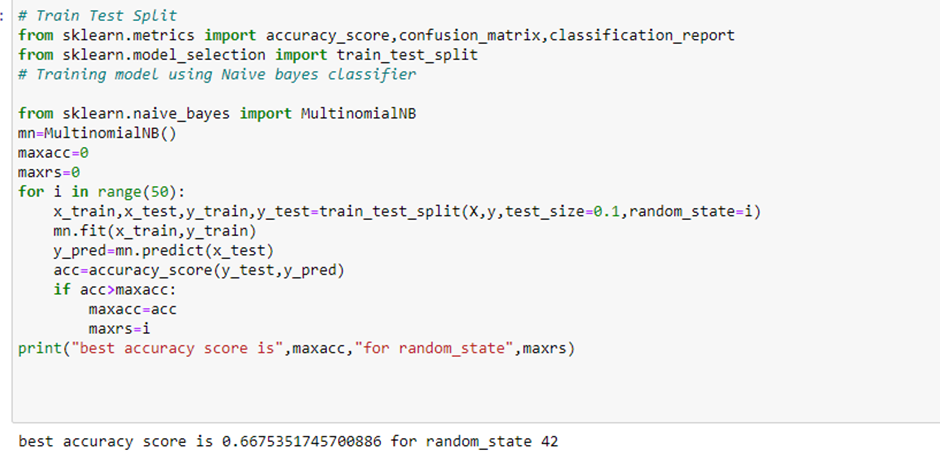 : # Train Test Split
from sklearn.metrics import accuracy_score,confusion_matrix,classification_report
from sklearn.model_selection import train_test_split
# Training model using Naive bayes classifier
from sklearn.naive_bayes import MultinomialNB
mn=MultinomialNB()
maxacc=0
maxrs=0
for i in range(50):
    x_train,x_test,y_train,y_test=train_test_split(X,y,test_size=0.1,random_state=i)
    mn.fit(x_train,y_train)
    y_pred=mn.predict(x_test)
    acc=accuracy_score(y_test,y_pred)
    if acc>maxacc:
        maxacc=acc
        maxrs=i
print("best accuracy score is",maxacc,"for random_state",maxrs)
best accuracy score is 0.6675351745700886 for random_state 42